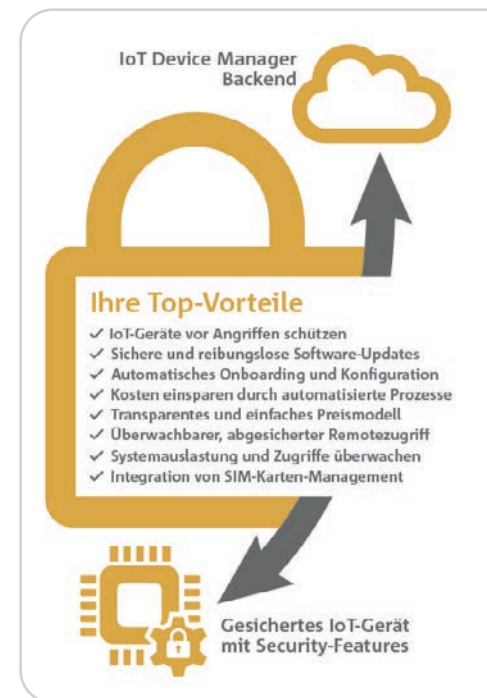 IoT Device Manager
Backend
Ihre Top-Vorteile
✓ IoT-Geräte vor Angriffen schützen
✓ Sichere und reibungslose Software-Updates
✓ Automatisches Onboarding und Konfiguration
✓ Kosten einsparen durch automatisierte Prozesse
✓ Transparentes und einfaches Preismodell
✓ Überwachbarer, abgesicherter Remotezugriff
✓ Systemauslastung und Zugriffe überwachen
✓ Integration von SIM-Karten-Management
Gesichertes IoT-Gerät
mit Security-Features